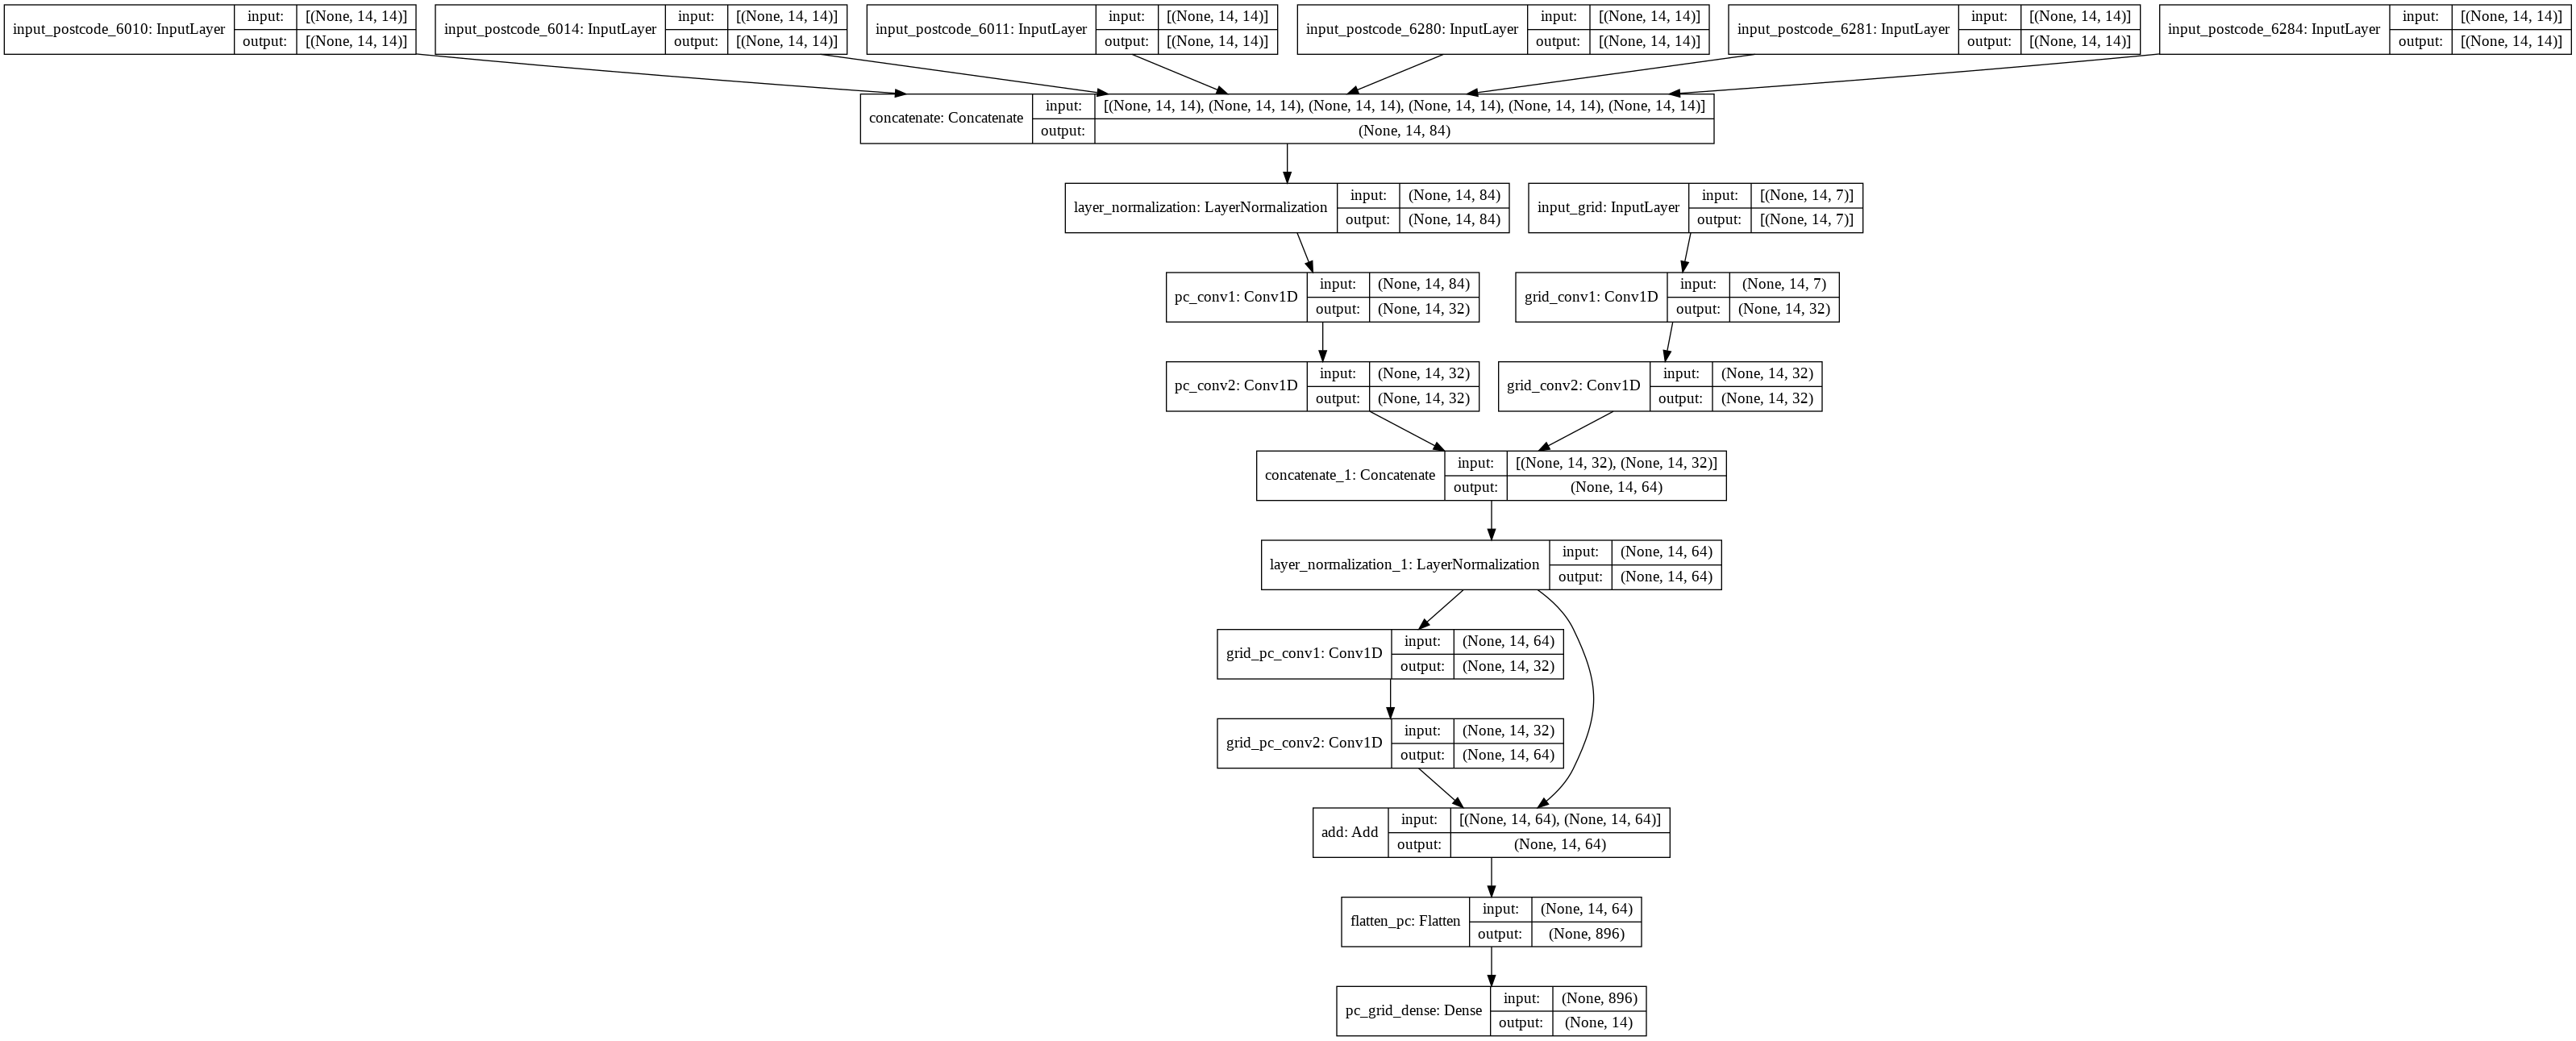 input_postcode_6010: InputLayer
input: [(None, 14, 14)]
output: [(None, 14, 14)]
input_postcode_6014: InputLayer
input: [(None, 14, 14)]
output: [(None, 14, 14)]
input_postcode_6011: InputLayer
input: [(None, 14, 14)]
output: [(None, 14, 14)]
input_postcode_6280: InputLayer
input: [(None, 14, 14)]
output: [(None, 14, 14)]
input_postcode_6281: InputLayer
input: [(None, 14, 14)]
output: [(None, 14, 14)]
input_postcode_6284: InputLayer
input: [(None, 14, 14)]
output: [(None, 14, 14)]
concatenate: Concatenate
input: [(None, 14, 14), (None, 14, 14), (None, 14, 14), (None, 14, 14), (None, 14, 14), (None, 14, 14)]
output: (None, 14, 84)
layer_normalization: LayerNormalization
input: (None, 14, 84)
output: (None, 14, 84)
input_grid: InputLayer
input: [(None, 14, 7)]
output: [(None, 14, 7)]
pc_conv1: Conv1D
input: (None, 14, 84)
output: (None, 14, 32)
grid_conv1: Conv1D
input: (None, 14, 7)
output: (None, 14, 32)
pc_conv2: Conv1D
input: (None, 14, 32)
output: (None, 14, 32)
grid_conv2: Conv1D
input: (None, 14, 32)
output: (None, 14, 32)
concatenate_1: Concatenate
input: [(None, 14, 32), (None, 14, 32)]
output: (None, 14, 64)
layer_normalization_1: LayerNormalization
input: (None, 14, 64)
output: (None, 14, 64)
grid_pc_conv1: Conv1D
input: (None, 14, 64)
output: (None, 14, 32)
grid_pc_conv2: Conv1D
input: (None, 14, 32)
output: (None, 14, 64)
add: Add
input: [(None, 14, 64), (None, 14, 64)]
output: (None, 14, 64)
flatten_pc: Flatten
input: (None, 14, 64)
output: (None, 896)
pc_grid_dense: Dense
input: (None, 896)
output: (None, 14)